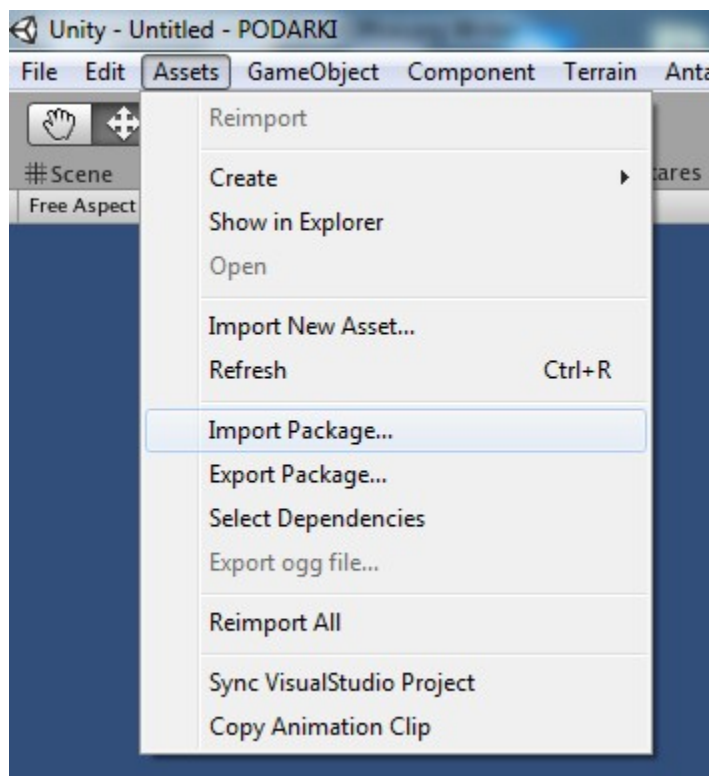 Unity - Untitled - PODARKI
File Edit Assets GameObject Component Terrain Anta
Reimport
#Scene ares
Create
Free Aspect
Show in Explorer
Open
Import New Asset...
Refresh Ctrl+R
Import Package...
Export Package...
Select Dependencies
Export ogg file...
Reimport All
Sync VisualStudio Project
Copy Animation Clip